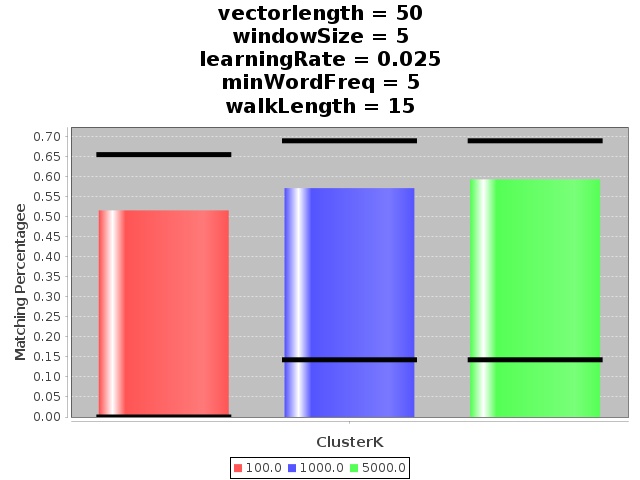 vectorlength = 50
windowSize = 5
learningRate = 0.025
minWordFreq = 5
walkLength = 15
0.70
0.65
0.60
0.55
0.50
0.45
0.40
0.35
0.30
0.25
0.20
0.15
0.10
0.05
0.00
Matching Percentagee
ClusterK
100.0 1000.0 5000.0